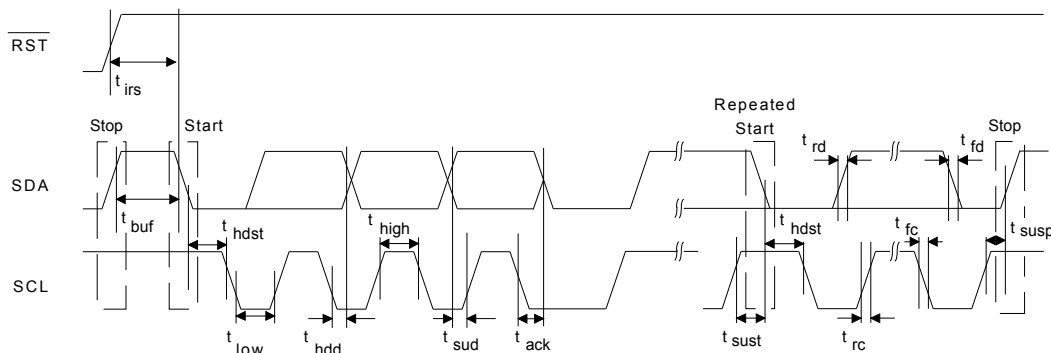 RST
t irs
Repeated
Stop Start Start Stop
t rd t fd
SDA
t buf t hdst t high t hdst t fc t susp
SCL
t low t hdd t sud t ack t sust t rc